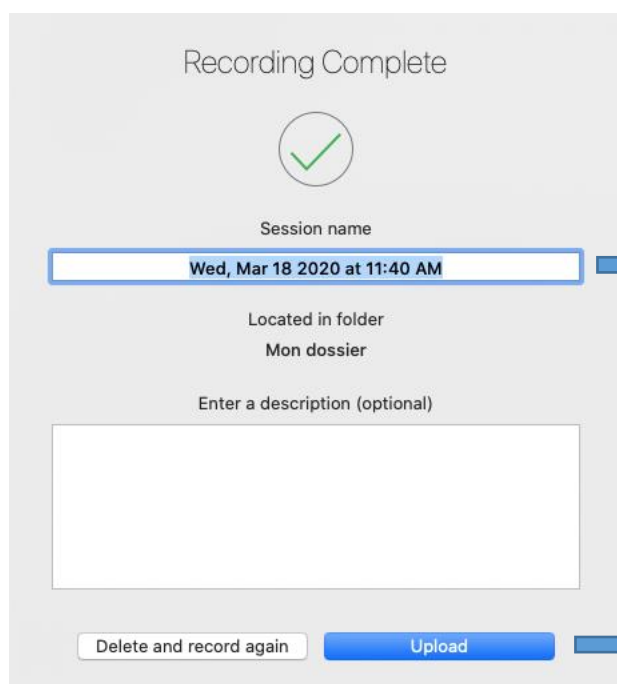 Recording Complete
Session name
Wed, Mar 18 2020 at 11:40 AM
Located in folder
Mon dossier
Enter a description (optional)
Delete and record again
Upload